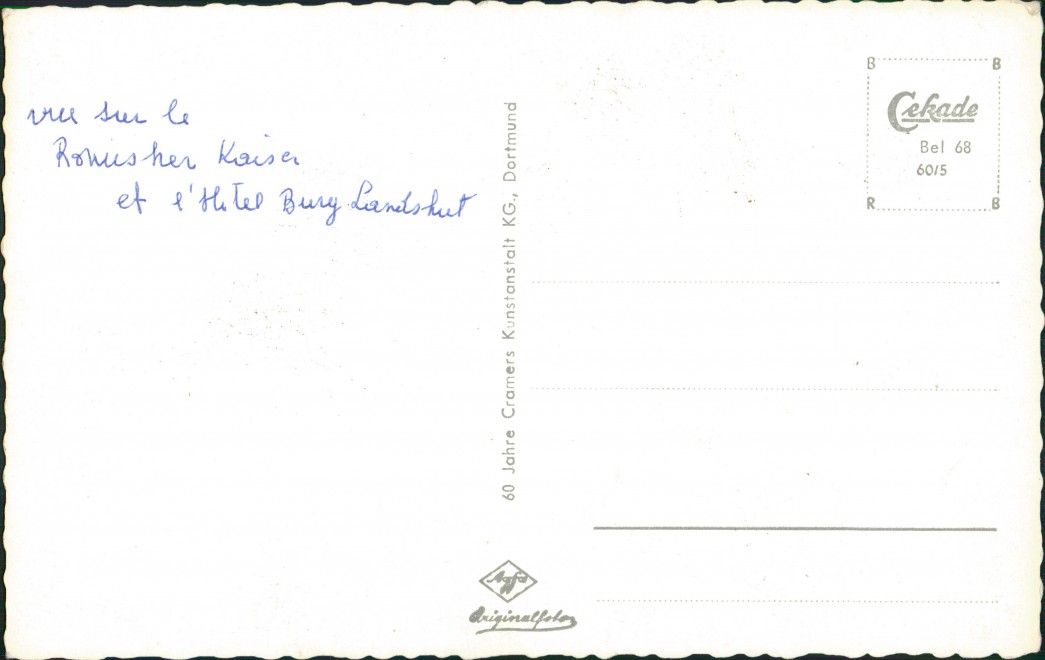 vue sur le
Romisher Kaiser
et l'Hotel Burg Landshut
60 Jahre Cramers Kunstanstalt KG., Dortmund
B B
Cekade
Bel 68
60/5
R B
Agfa
Originalfoto